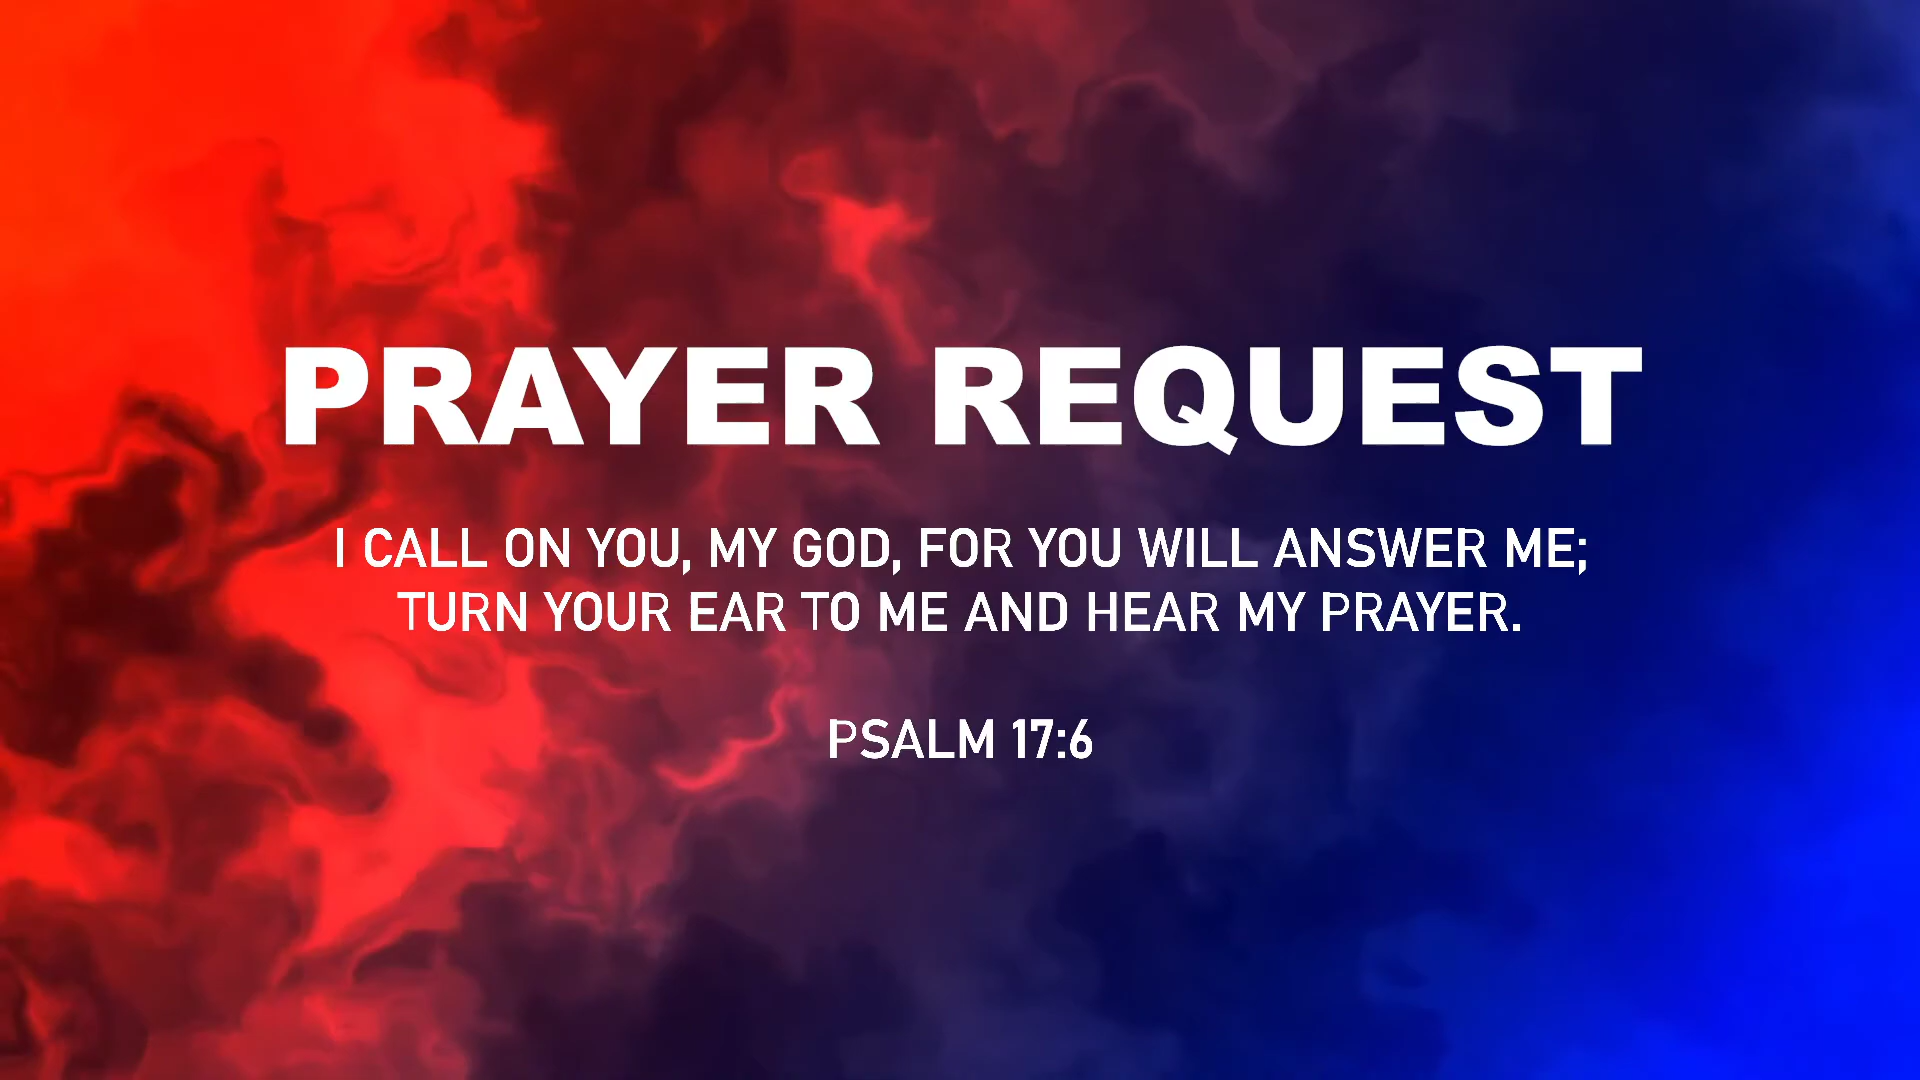 PRAYER REQUEST
I CALL ON YOU, MY GOD, FOR YOU WILL ANSWER ME;
TURN YOUR EAR TO ME AND HEAR MY PRAYER.
PSALM 17:6